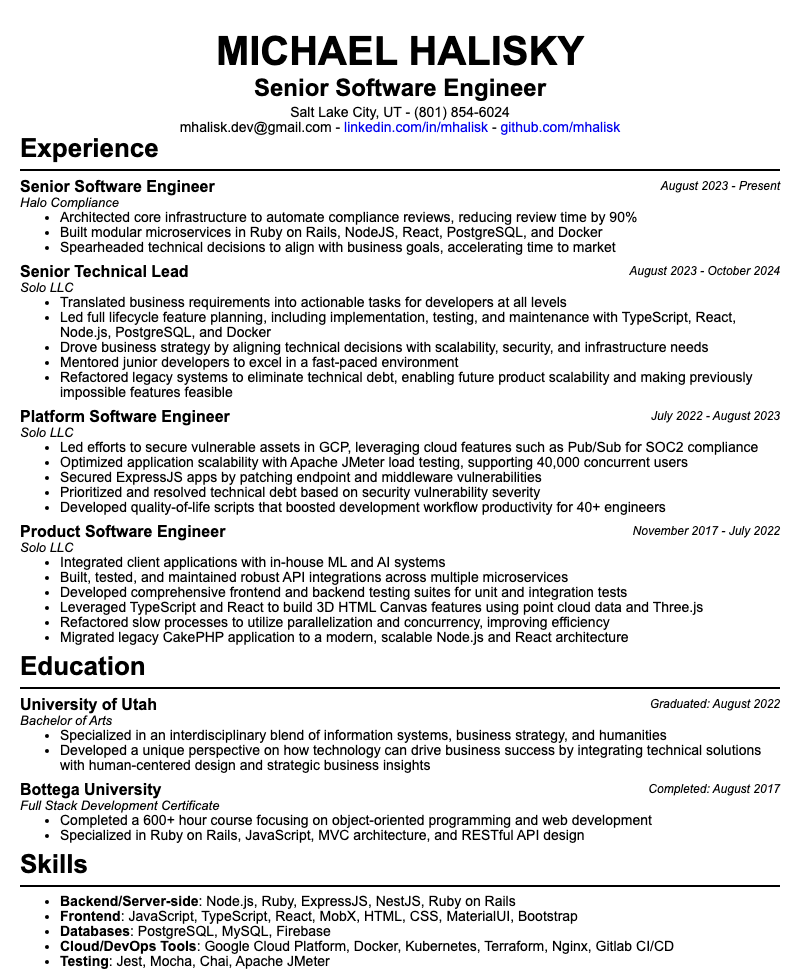 MICHAEL HALISKY
Senior Software Engineer
Salt Lake City, UT - (801) 854-6024
mhalisk.dev@gmail.com - linkedin.com/in/mhalisk - github.com/mhalisk
Experience
Senior Software Engineer August 2023 - Present
Halo Compliance
• Architected core infrastructure to automate compliance reviews, reducing review time by 90%
• Built modular microservices in Ruby on Rails, NodeJS, React, PostgreSQL, and Docker
• Spearheaded technical decisions to align with business goals, accelerating time to market
Senior Technical Lead August 2023 - October 2024
Solo LLC
• Translated business requirements into actionable tasks for developers at all levels
• Led full lifecycle feature planning, including implementation, testing, and maintenance with TypeScript, React,
Node.js, PostgreSQL, and Docker
• Drove business strategy by aligning technical decisions with scalability, security, and infrastructure needs
• Mentored junior developers to excel in a fast-paced environment
• Refactored legacy systems to eliminate technical debt, enabling future product scalability and making previously
impossible features feasible
Platform Software Engineer July 2022 - August 2023
Solo LLC
• Led efforts to secure vulnerable assets in GCP, leveraging cloud features such as Pub/Sub for SOC2 compliance
• Optimized application scalability with Apache JMeter load testing, supporting 40,000 concurrent users
• Secured ExpressJS apps by patching endpoint and middleware vulnerabilities
• Prioritized and resolved technical debt based on security vulnerability severity
• Developed quality-of-life scripts that boosted development workflow productivity for 40+ engineers
Product Software Engineer November 2017 - July 2022
Solo LLC
• Integrated client applications with in-house ML and AI systems
• Built, tested, and maintained robust API integrations across multiple microservices
• Developed comprehensive frontend and backend testing suites for unit and integration tests
• Leveraged TypeScript and React to build 3D HTML Canvas features using point cloud data and Three.js
• Refactored slow processes to utilize parallelization and concurrency, improving efficiency
• Migrated legacy CakePHP application to a modern, scalable Node.js and React architecture
Education
University of Utah Graduated: August 2022
Bachelor of Arts
• Specialized in an interdisciplinary blend of information systems, business strategy, and humanities
• Developed a unique perspective on how technology can drive business success by integrating technical solutions
with human-centered design and strategic business insights
Bottega University Completed: August 2017
Full Stack Development Certificate
• Completed a 600+ hour course focusing on object-oriented programming and web development
• Specialized in Ruby on Rails, JavaScript, MVC architecture, and RESTful API design
Skills
• Backend/Server-side: Node.js, Ruby, ExpressJS, NestJS, Ruby on Rails
• Frontend: JavaScript, TypeScript, React, MobX, HTML, CSS, MaterialUI, Bootstrap
• Databases: PostgreSQL, MySQL, Firebase
• Cloud/DevOps Tools: Google Cloud Platform, Docker, Kubernetes, Terraform, Nginx, Gitlab CI/CD
• Testing: Jest, Mocha, Chai, Apache JMeter